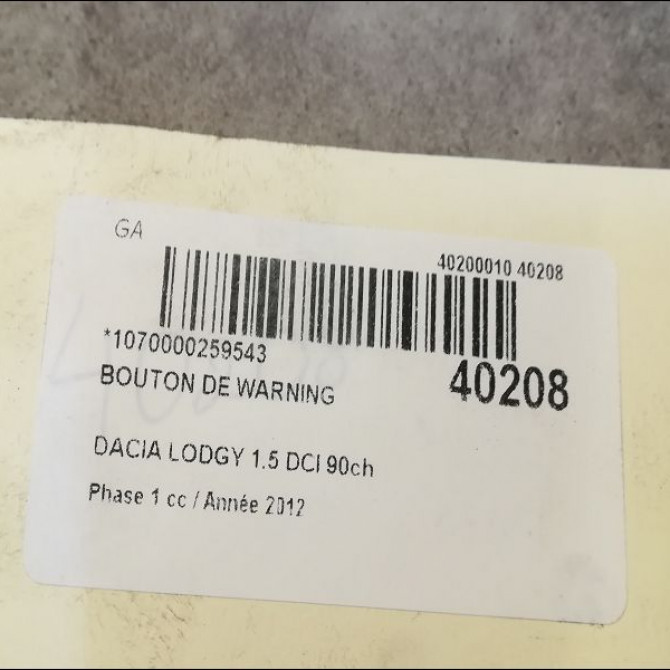 GA
40200010 40208
*1070000259543
40208
BOUTON DE WARNING
DACIA LODGY 1.5 DCI 90ch
Phase 1 cc / Année 2012